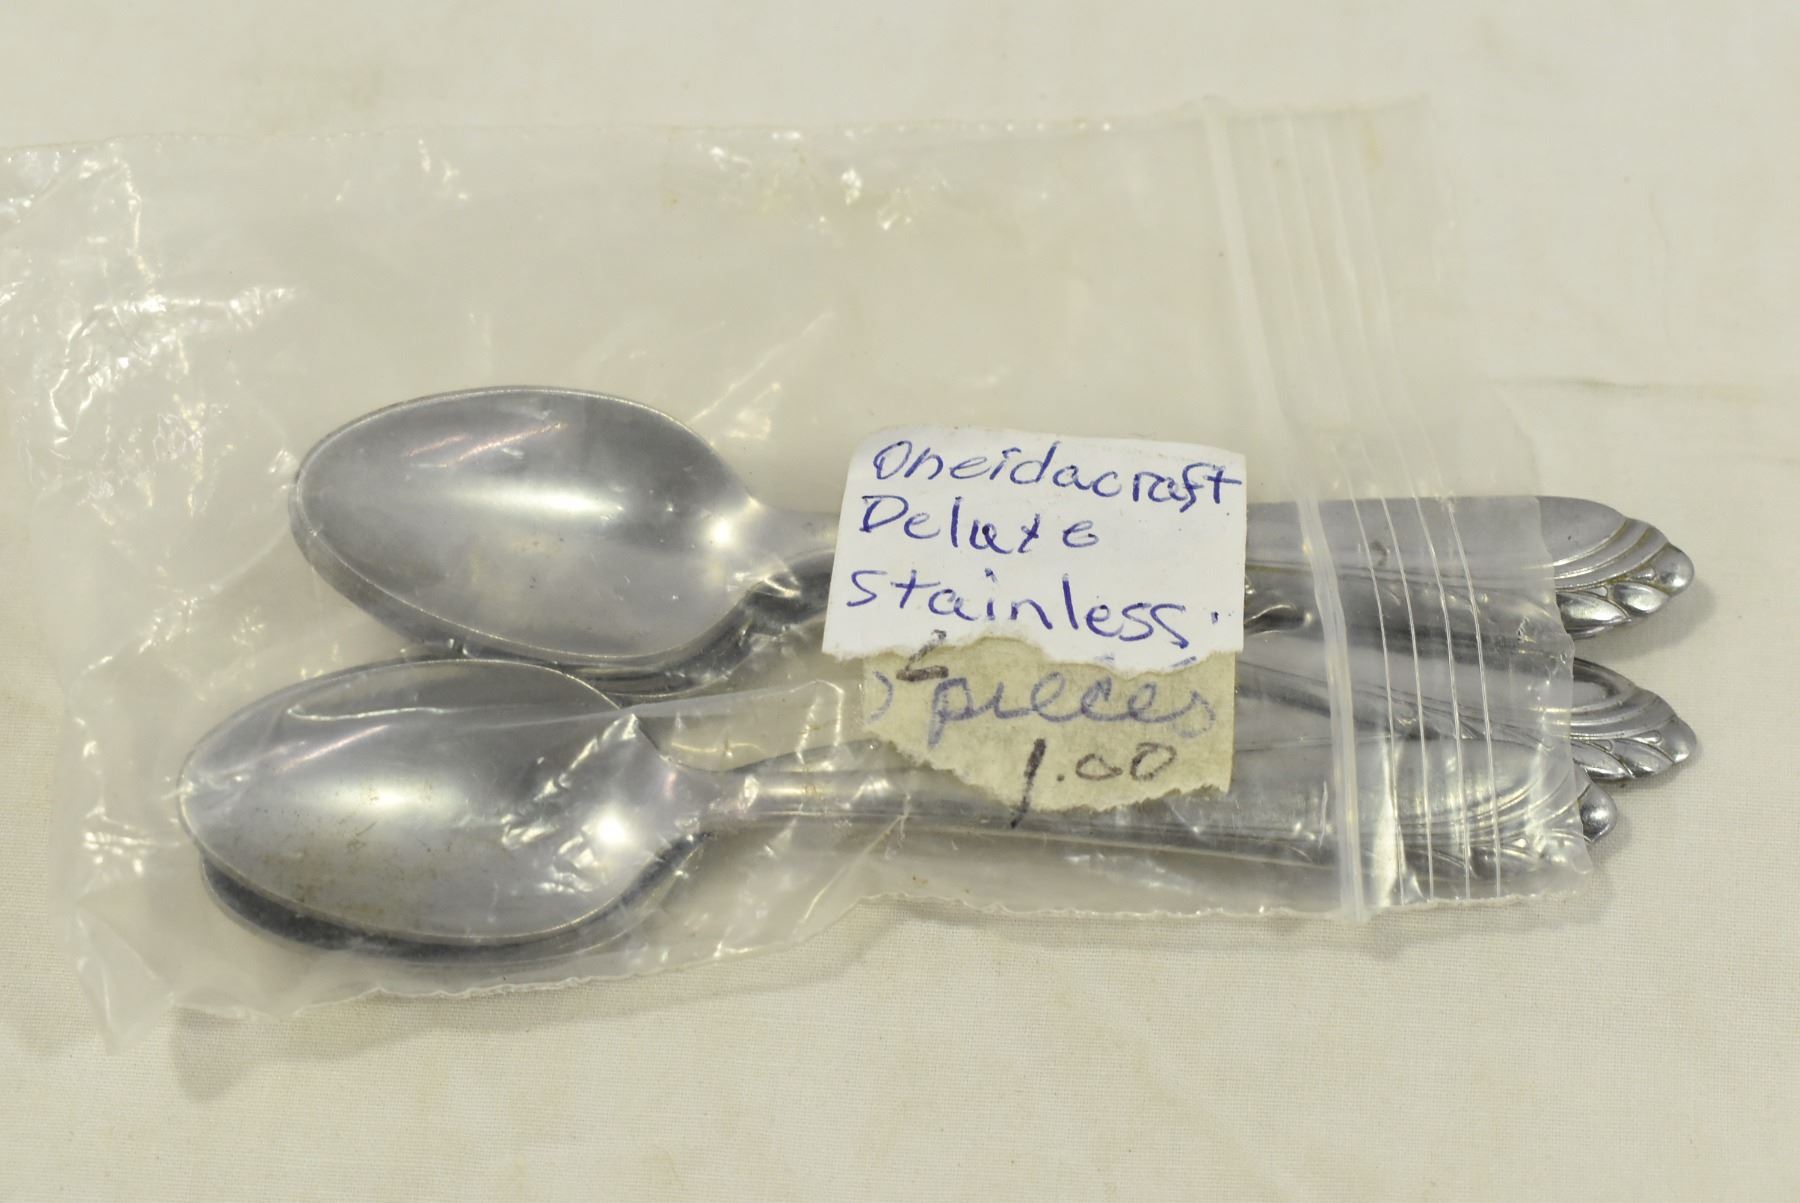 Oneidacraft
Deluxe
stainless.
pieces
1.00